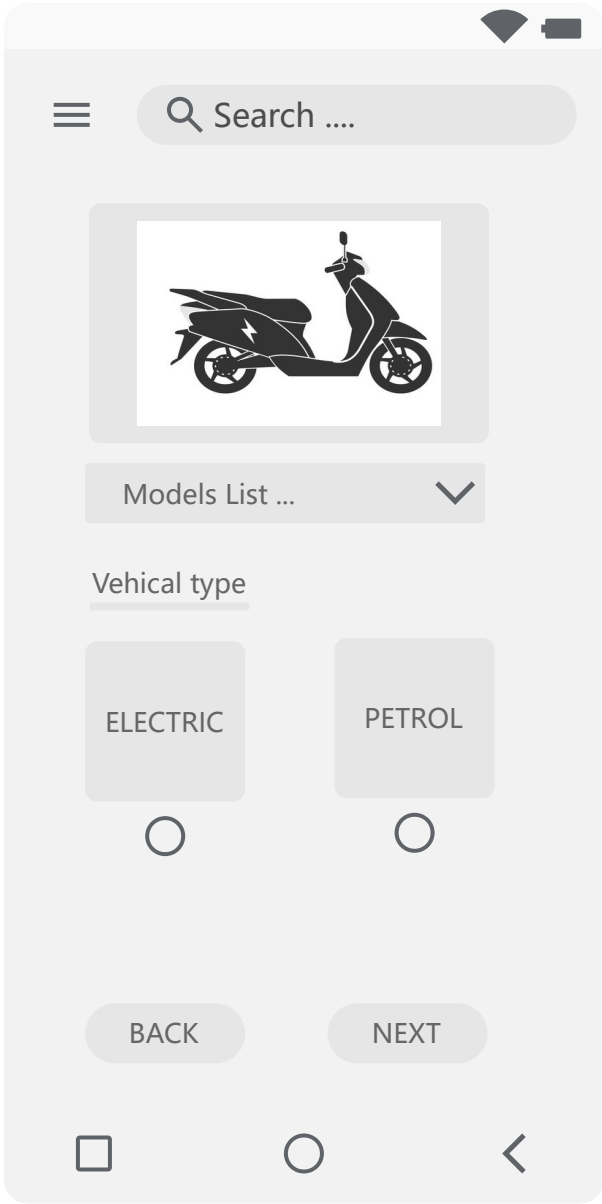 Search ....
Models List ...
Vehical type
ELECTRIC
PETROL
BACK
NEXT